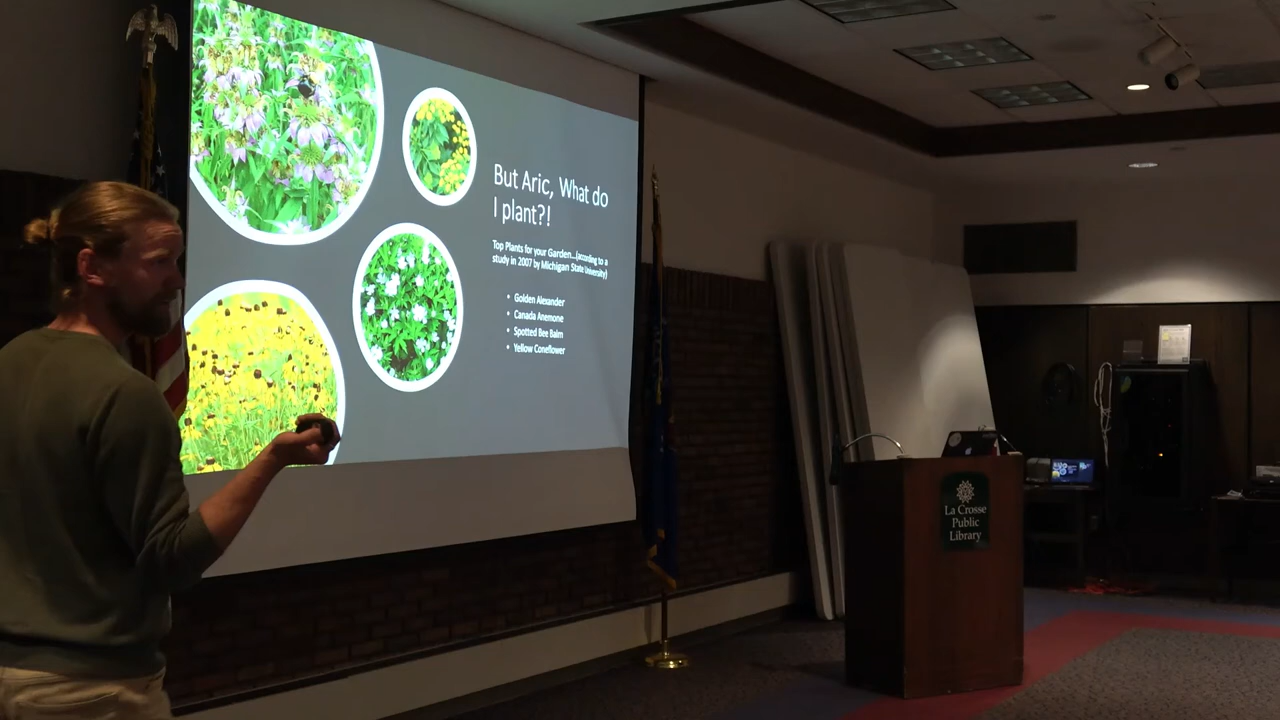 But Aric, What do
I plant?!
Top Plants for your Garden...(according to a
study in 2007 by Michigan State University)
• Golden Alexander
• Canada Anemone
• Spotted Bee Balm
• Yellow Coneflower
La Crosse
Public
Library